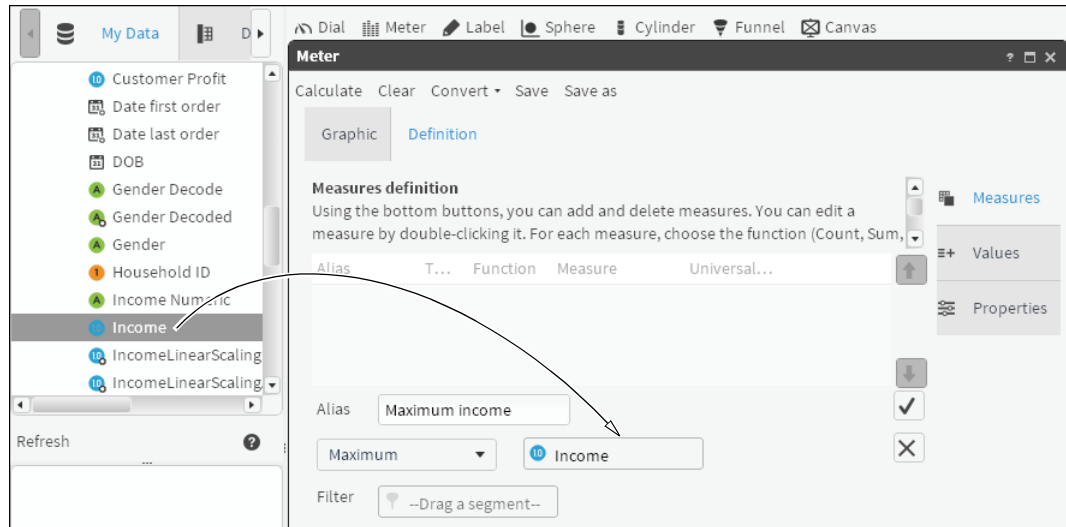 My Data
D
Dial
Meter
Label
Sphere
Cylinder
Funnel
Canvas
Customer Profit
Date first order
Date last order
DOB
Gender Decode
Gender Decoded
Gender
Household ID
Income Numeric
Income
IncomeLinearScaling
IncomeLinearScaling
Refresh
...
Meter
Calculate Clear Convert Save Save as
Graphic Definition
Measures definition
Using the bottom buttons, you can add and delete measures. You can edit a
measure by double-clicking it. For each measure, choose the function (Count, Sum,
Alias T... Function Measure Universal...
Alias Maximum income
Maximum Income
Filter --Drag a segment--
Measures
Values
Properties